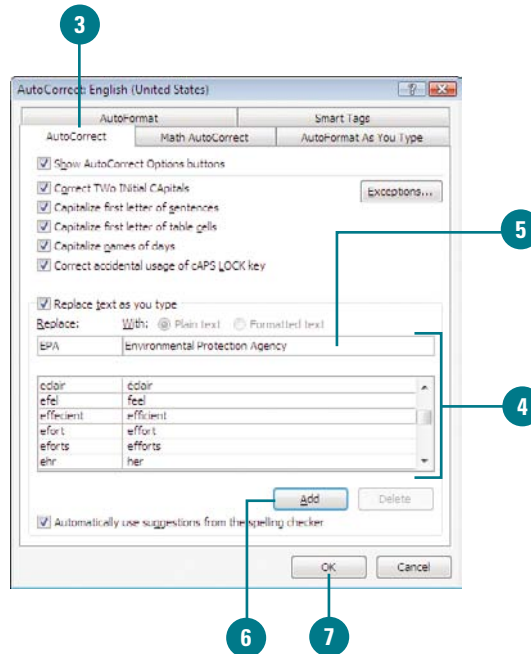 3
AutoCorrect: English (United States)
AutoFormat Smart Tags
AutoCorrect Math AutoCorrect AutoFormat As You Type
Show AutoCorrect Options buttons
Correct TWo INitial CApitals Exceptions...
Capitalize first letter of sentences
Capitalize first letter of table cells
Capitalize names of days
Correct accidental usage of cAPS LOCK key
5
Replace text as you type
Replace: With: Plain text Formatted text
EPA Environmental Protection Agency
4
eclair éclair
efel feel
effecient efficient
efort effort
eforts efforts
ehr her
Add Delete
Automatically use suggestions from the spelling checker
OK Cancel
6 7